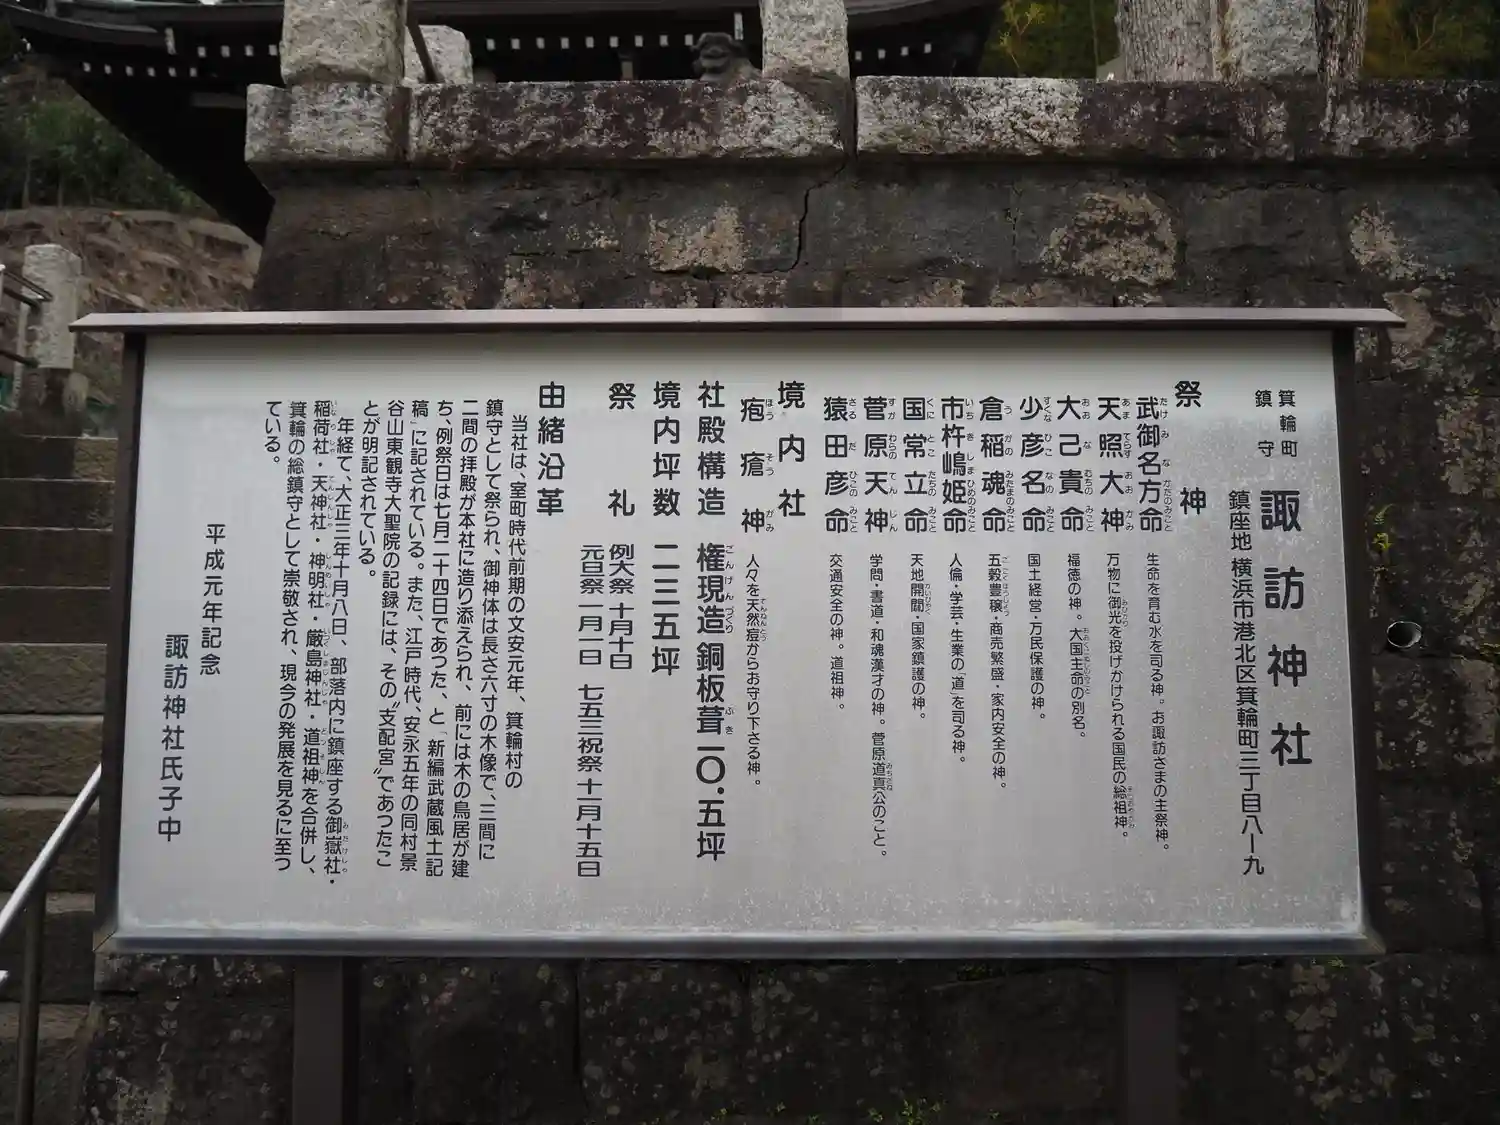 箕輪町
鎮守
諏訪神社
鎮座地 横浜市港北区箕輪町三丁目八ー九
祭神
武御名方命 生命を育む水を司る神。お諏訪さまの主祭神。
天照大神 万物に御光を投げかけられる国民の総祖神。
大己貴命 福徳の神。大国主命の別名。
少彦名命 国土経営・万民保護の神。
倉稲魂命 五穀豊穣・商売繁盛・家内安全の神。
市杵嶋姫命 人倫・学芸・生業の「道」を司る神。
国常立命 天地開闢・国家鎮護の神。
菅原天神 学問・書道・和魂漢才の神。菅原道真公のこと。
猿田彦命 交通安全の神。道祖神。
境内社
疱瘡神 人々を天然痘からお守り下さる神。
社殿構造 権現造銅板葺一〇・五坪
境内坪数 二三五坪
祭礼 例大祭 十月十日
元旦祭 一月一日 七五三祝祭 十一月十五日
由緒沿革
当社は、室町時代前期の文安元年、箕輪村の
鎮守として祭られ、御神体は長さ六寸の木像で、三間に
二間の拝殿が本社に造り添えられ、前には木の鳥居が建
ち、例祭日は七月二十四日であった、と「新編武蔵風土記
稿」に記されている。また、江戸時代、安永五年の同村景
谷山東観寺大聖院の記録には、その〝支配宮〟であったこ
とが明記されている。
年経て、大正三年十月八日、部落内に鎮座する御嶽社・
稲荷社・天神社・神明社・厳島神社・道祖神を合併し、
箕輪の総鎮守として崇敬され、現今の発展を見るに至っ
ている。
平成元年記念
諏訪神社氏子中